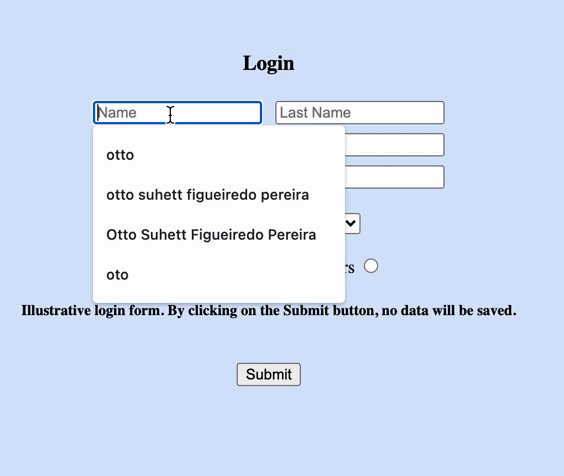 Login
Name Last Name
otto
otto suhett figueiredo pereira
Otto Suhett Figueiredo Pereira
oto
Illustrative login form. By clicking on the Submit button, no data will be saved.
Submit